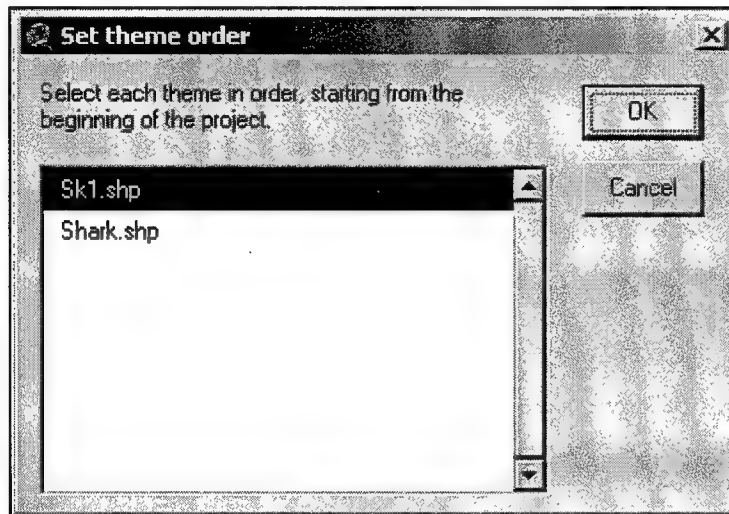 Set theme order
Select each theme in order, starting from the
beginning of the project.
OK
Cancel
Sk1.shp
Shark.shp